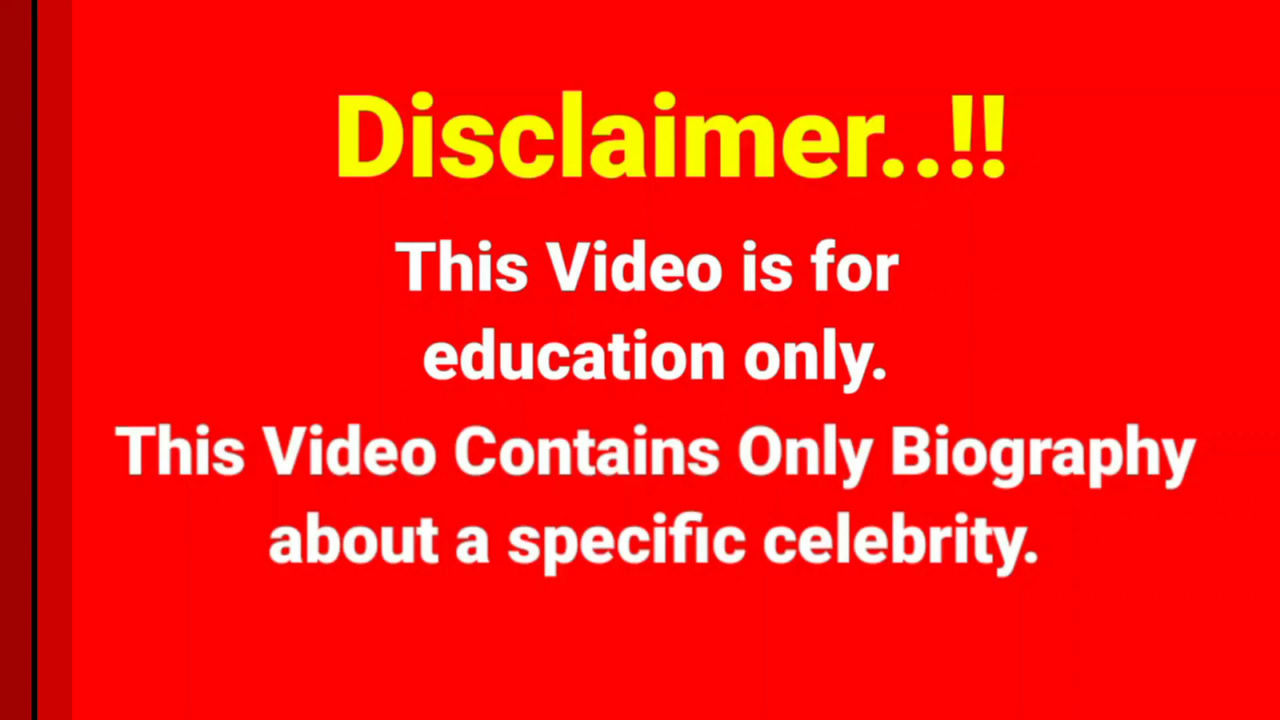 Disclaimer..!!
This Video is for
education only.
This Video Contains Only Biography
about a specific celebrity.